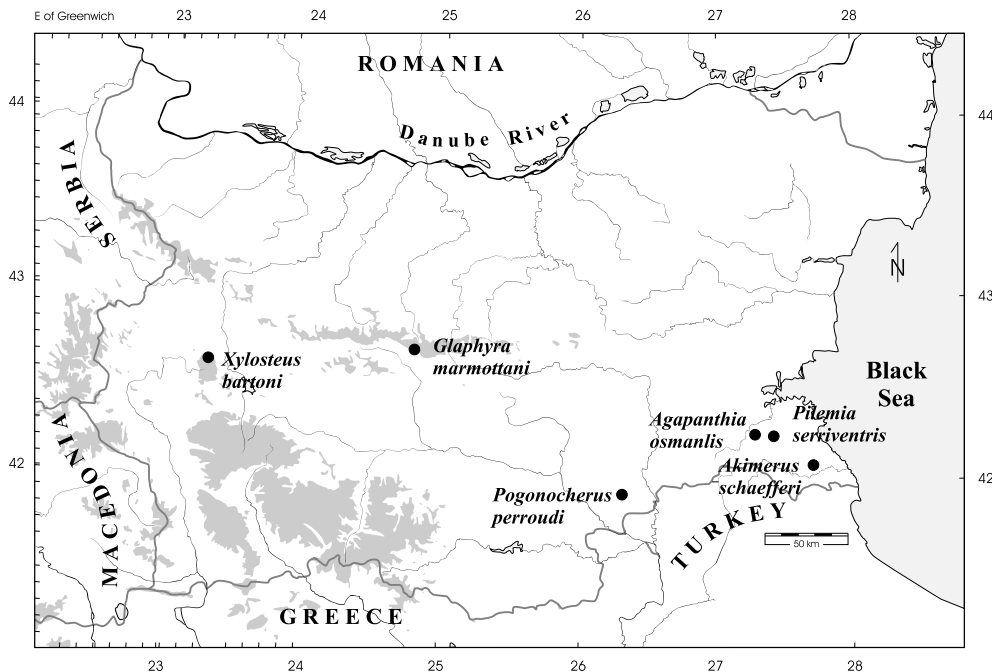 E of Greenwich
23 24 25 26 27 28
ROMANIA
44
44
Danube River
SERBIA
N
43
43
Glaphyra
marmottani
Xylosteus
bartoni
Black
Sea
Agapanthia
osmanlis
Pilemia
serriventris
MACEDONIA
42
42
Akimerus
schaefferi
Pogonocherus
perroudi
TURKEY
50 km
GREECE
23 24 25 26 27 28